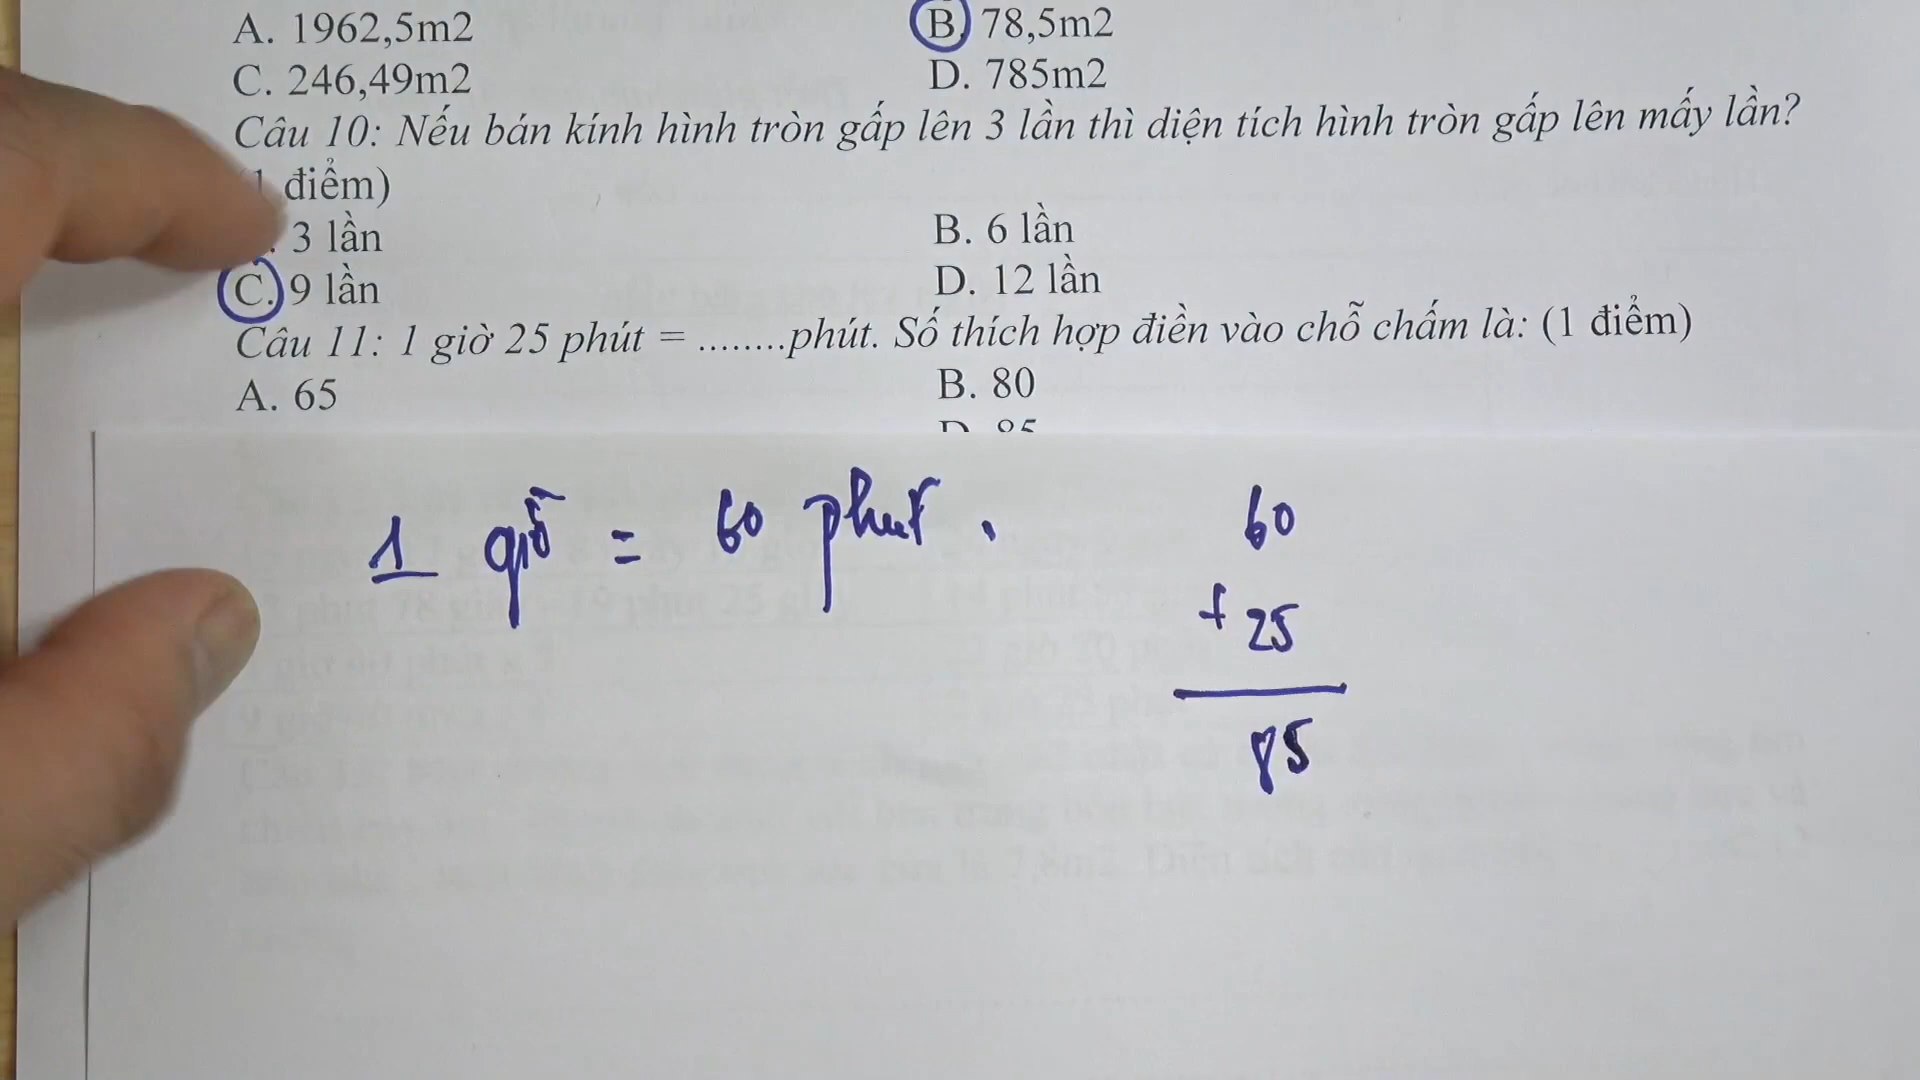 A. 1962,5m2 B. 78,5m2
C. 246,49m2 D. 785m2
Câu 10: Nếu bán kính hình tròn gấp lên 3 lần thì diện tích hình tròn gấp lên mấy lần?
1 điểm)
. 3 lần B. 6 lần
C. 9 lần D. 12 lần
Câu 11: 1 giờ 25 phút = ........phút. Số thích hợp điền vào chỗ chấm là: (1 điểm)
A. 65 B. 80
1 giờ = 60 phút. 60
+ 25
85